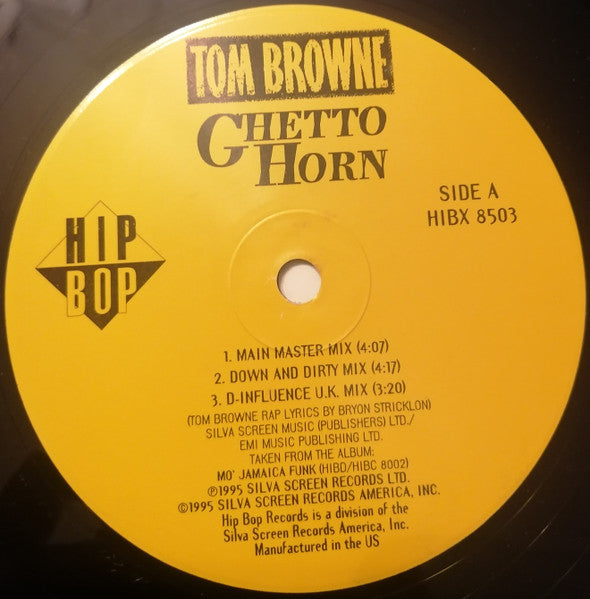 TOM BROWNE
GHETTO
HORN
SIDE A
HIBX 8503
HIP
BOP
1. MAIN MASTER MIX (4:07)
2. DOWN AND DIRTY MIX (4:17)
3. D-INFLUENCE U.K. MIX (3:20)
(TOM BROWNE RAP LYRICS BY BRYON STRICKLON)
SILVA SCREEN MUSIC (PUBLISHERS) LTD./
EMI MUSIC PUBLISHING LTD.
TAKEN FROM THE ALBUM:
MO' JAMAICA FUNK (HIBD/HIBC 8002)
℗1995 SILVA SCREEN RECORDS LTD.
©1995 SILVA SCREEN RECORDS AMERICA, INC.
Hip Bop Records is a division of the
Silva Screen Records America, Inc.
Manufactured in the US